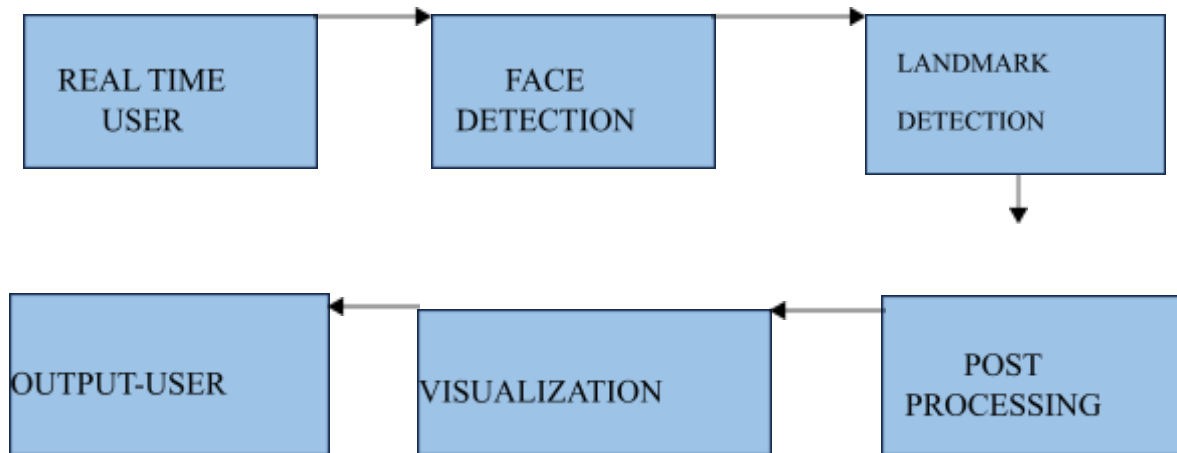 REAL TIME
USER
FACE
DETECTION
LANDMARK
DETECTION
POST
PROCESSING
VISUALIZATION
OUTPUT-USER